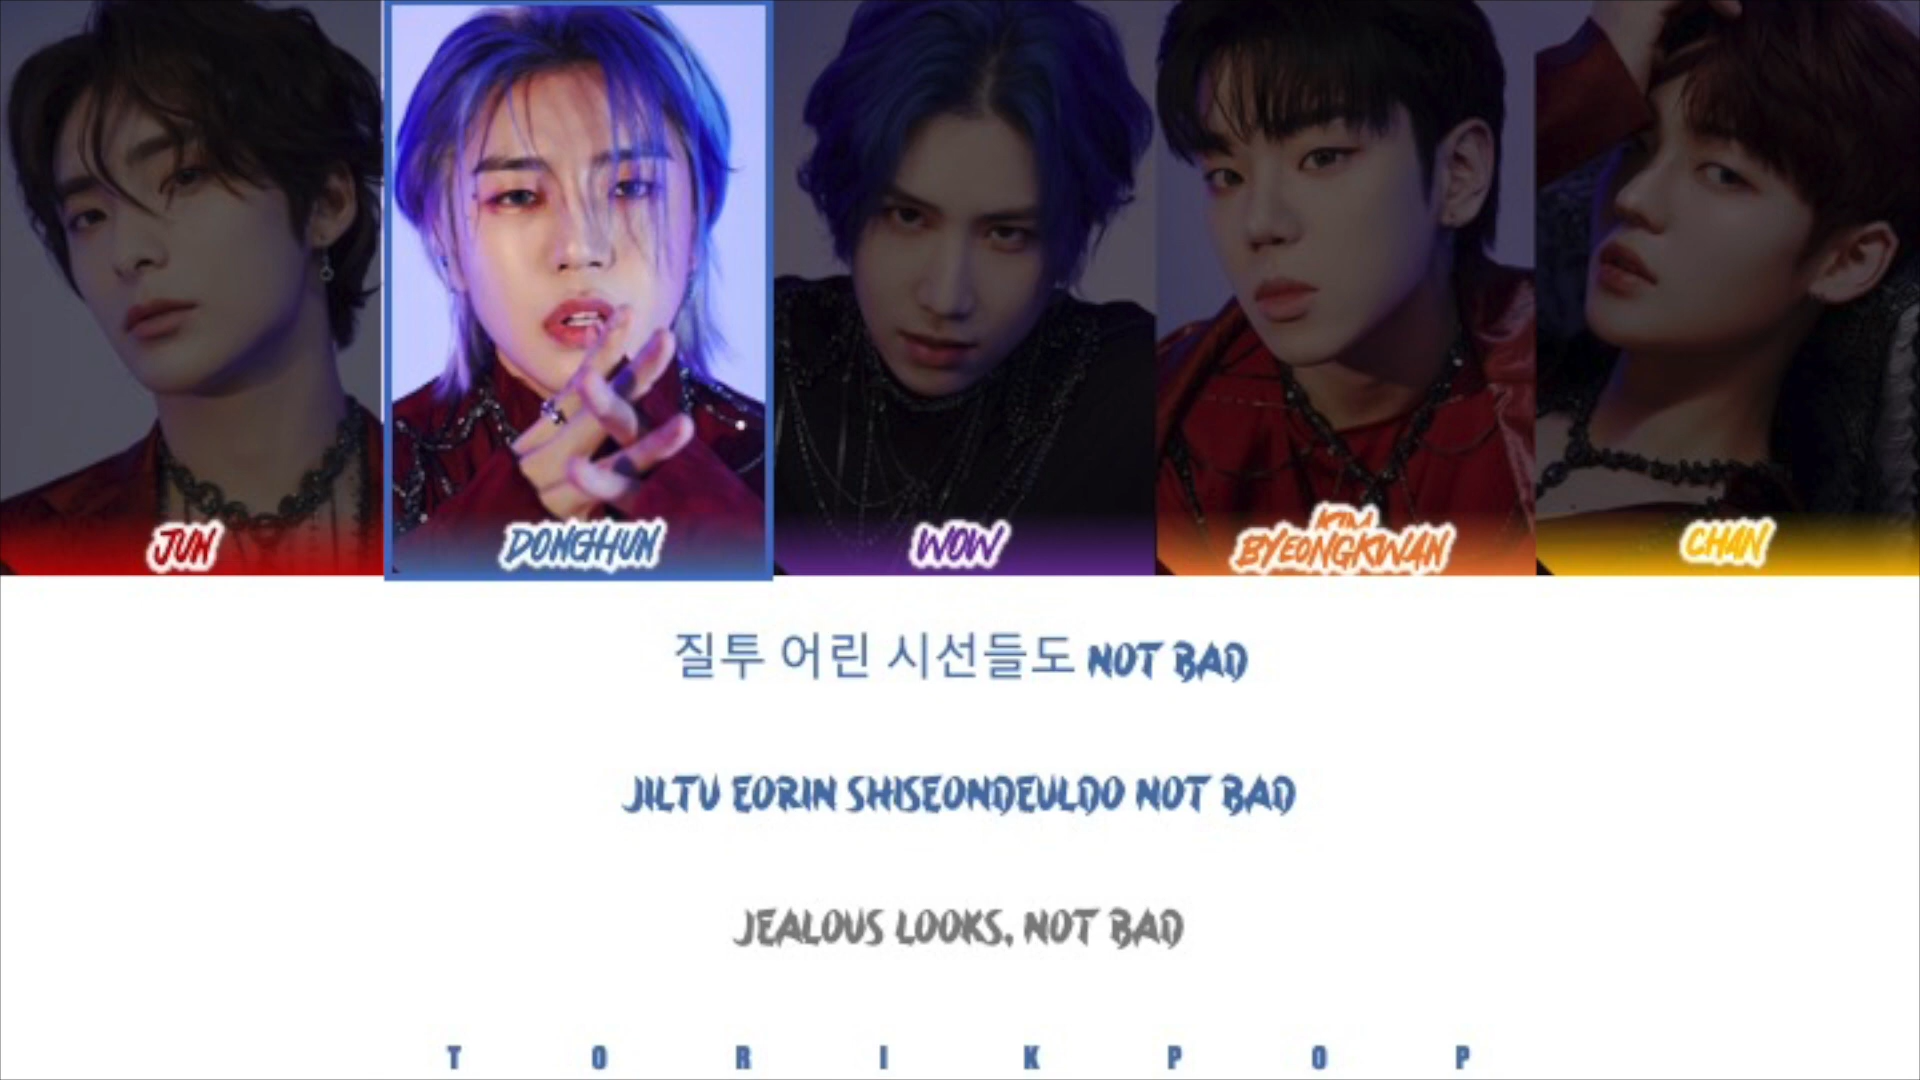 JUN
DONGHUN
WOW
KIM
BYEONGKWAN
CHAN
질투 어린 시선들도 NOT BAD
JILTU EORIN SHISEONDEULDO NOT BAD
JEALOUS LOOKS, NOT BAD
T O R I K P O P